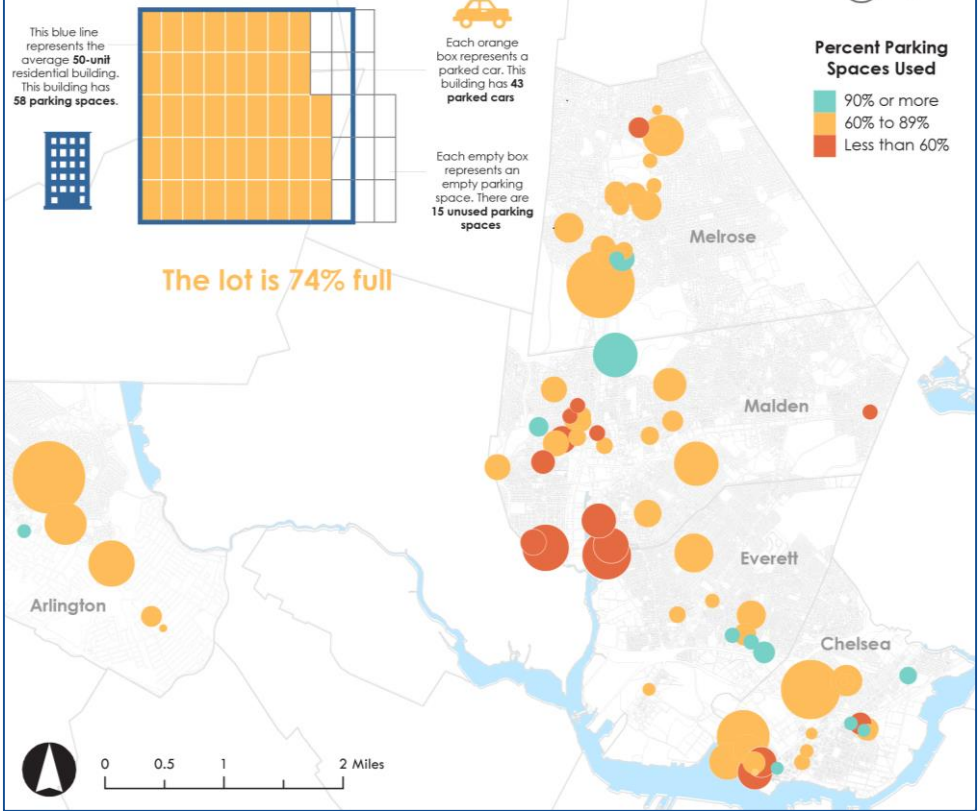 This blue line
represents the
average 50-unit
residential building.
This building has
58 parking spaces.
Each orange
box represents a
parked car. This
building has 43
parked cars
Each empty box
represents an
empty parking
space. There are
15 unused parking
spaces
The lot is 74% full
Percent Parking
Spaces Used
90% or more
60% to 89%
Less than 60%
Melrose
Malden
Everett
Arlington
Chelsea
0 0.5 1 2 Miles